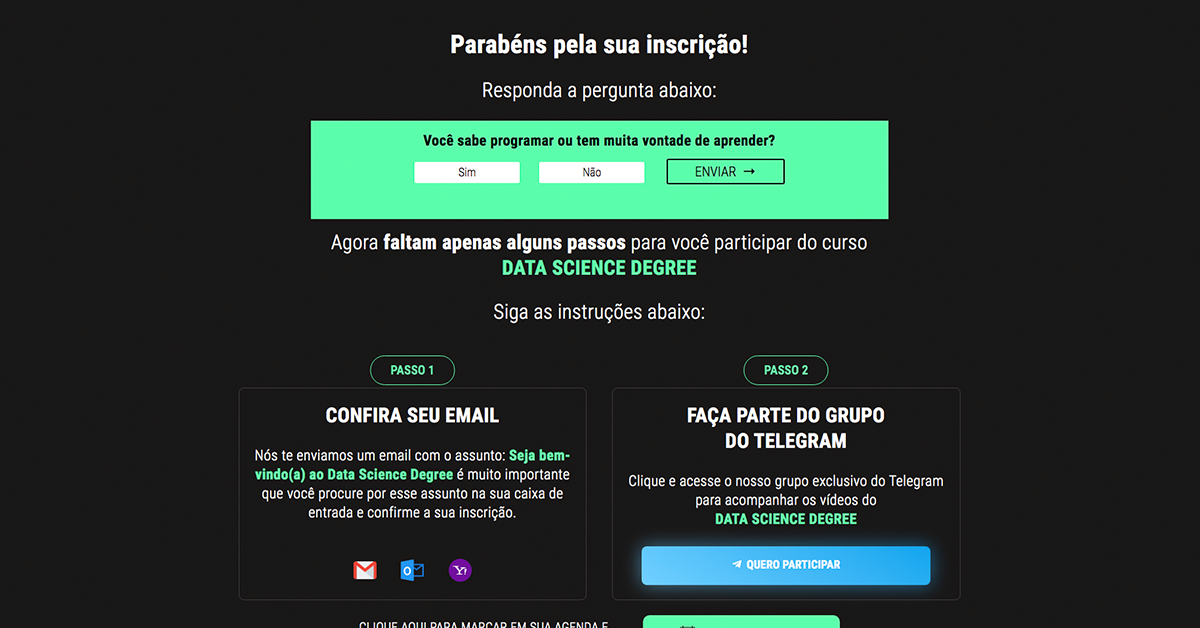 Parabéns pela sua inscrição!
Responda a pergunta abaixo:
Você sabe programar ou tem muita vontade de aprender?
Sim
Não
ENVIAR →
Agora faltam apenas alguns passos para você participar do curso
DATA SCIENCE DEGREE
Siga as instruções abaixo:
PASSO 1
CONFIRA SEU EMAIL
Nós te enviamos um email com o assunto: Seja bem-
vindo(a) ao Data Science Degree é muito importante
que você procure por esse assunto na sua caixa de
entrada e confirme a sua inscrição.
PASSO 2
FAÇA PARTE DO GRUPO
DO TELEGRAM
Clique e acesse o nosso grupo exclusivo do Telegram
para acompanhar os vídeos do
DATA SCIENCE DEGREE
QUERO PARTICIPAR
CLIQUE AQUI PARA MARCAR EM SUA AGENDA E